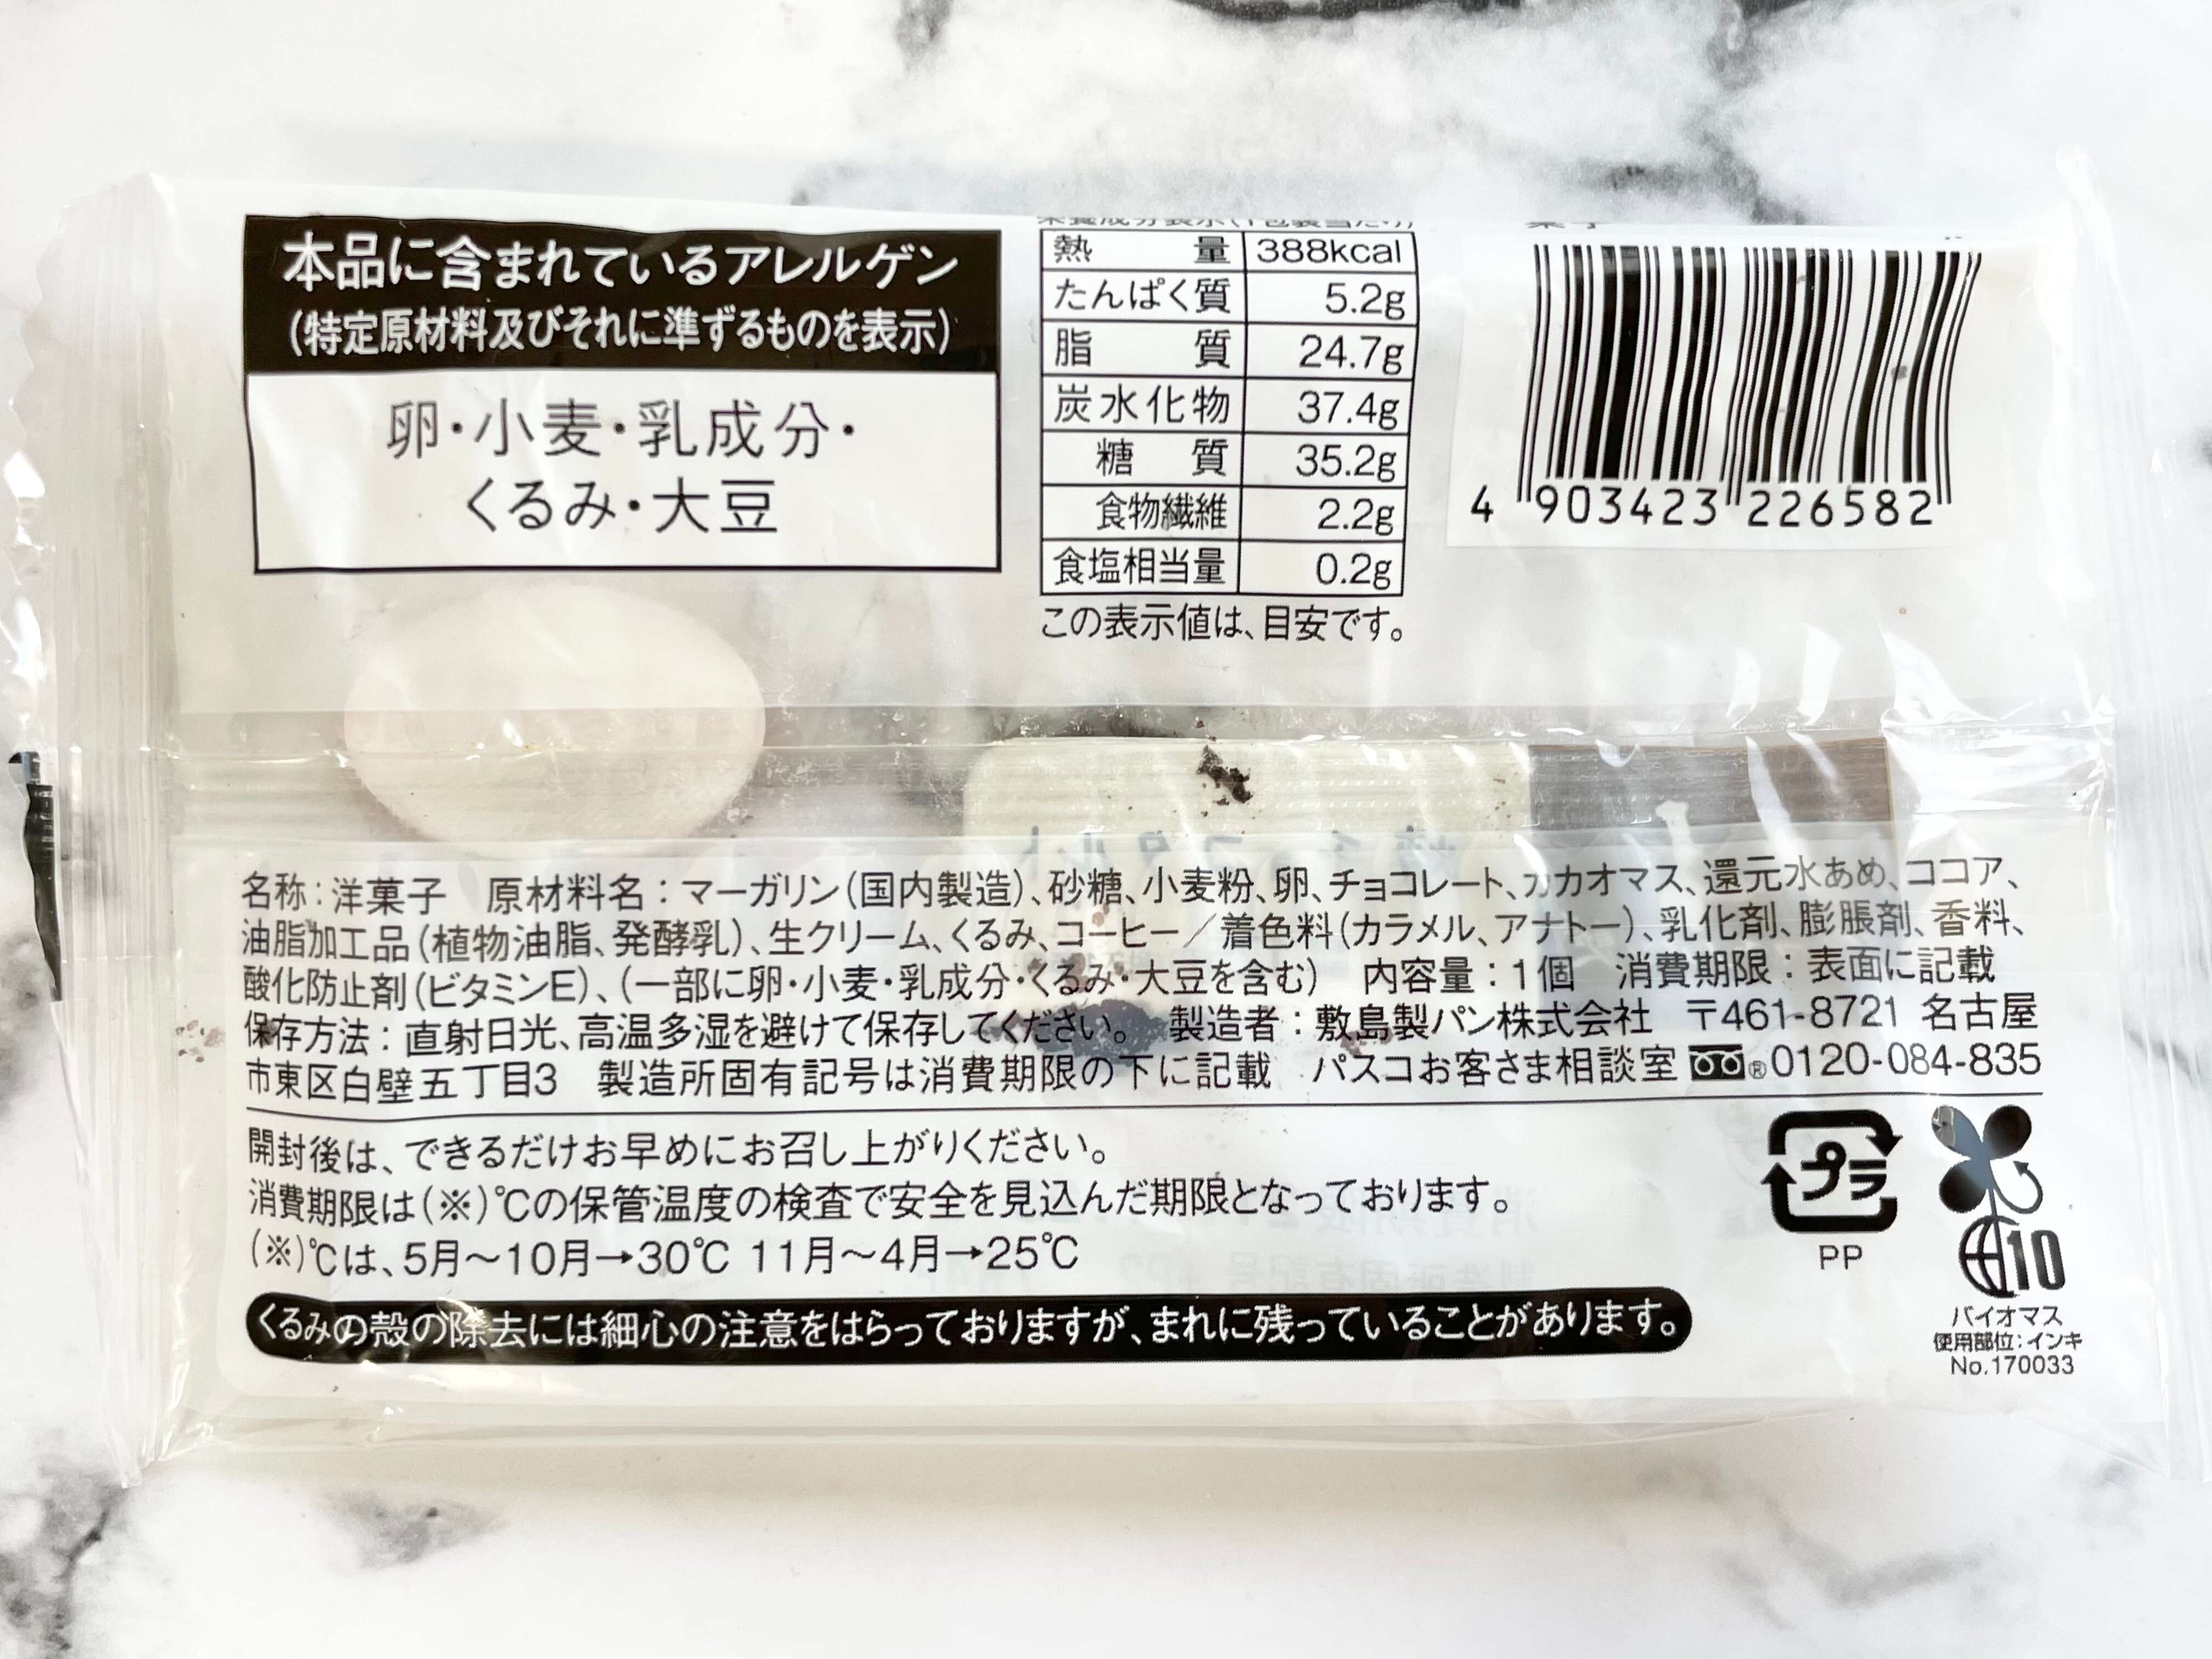 本品に含まれているアレルゲン
(特定原材料及びそれに準ずるものを表示)
卵・小麦・乳成分・
くるみ・大豆
栄養成分表示(1包装当たり)
熱量 388kcal
たんぱく質 5.2g
脂質 24.7g
炭水化物 37.4g
糖質 35.2g
食物繊維 2.2g
食塩相当量 0.2g
この表示値は、目安です。
菓子
4 903423 226582
名称：洋菓子 原材料名：マーガリン(国内製造)、砂糖、小麦粉、卵、チョコレート、カカオマス、還元水あめ、ココア、
油脂加工品(植物油脂、発酵乳)、生クリーム、くるみ、コーヒー／着色料(カラメル、アナトー)、乳化剤、膨脹剤、香料、
酸化防止剤(ビタミンE)、(一部に卵・小麦・乳成分・くるみ・大豆を含む) 内容量：1個 消費期限：表面に記載
保存方法：直射日光、高温多湿を避けて保存してください。 製造者：敷島製パン株式会社 〒461-8721 名古屋
市東区白壁五丁目3 製造所固有記号は消費期限の下に記載 パスコお客さま相談室 ®0120-084-835
開封後は、できるだけお早めにお召し上がりください。
消費期限は(※)℃の保管温度の検査で安全を見込んだ期限となっております。
(※)℃は、5月～10月→30℃ 11月～4月→25℃
くるみの殻の除去には細心の注意をはらっておりますが、まれに残っていることがあります。
プラ
PP
10
バイオマス
使用部位：インキ
No.170033